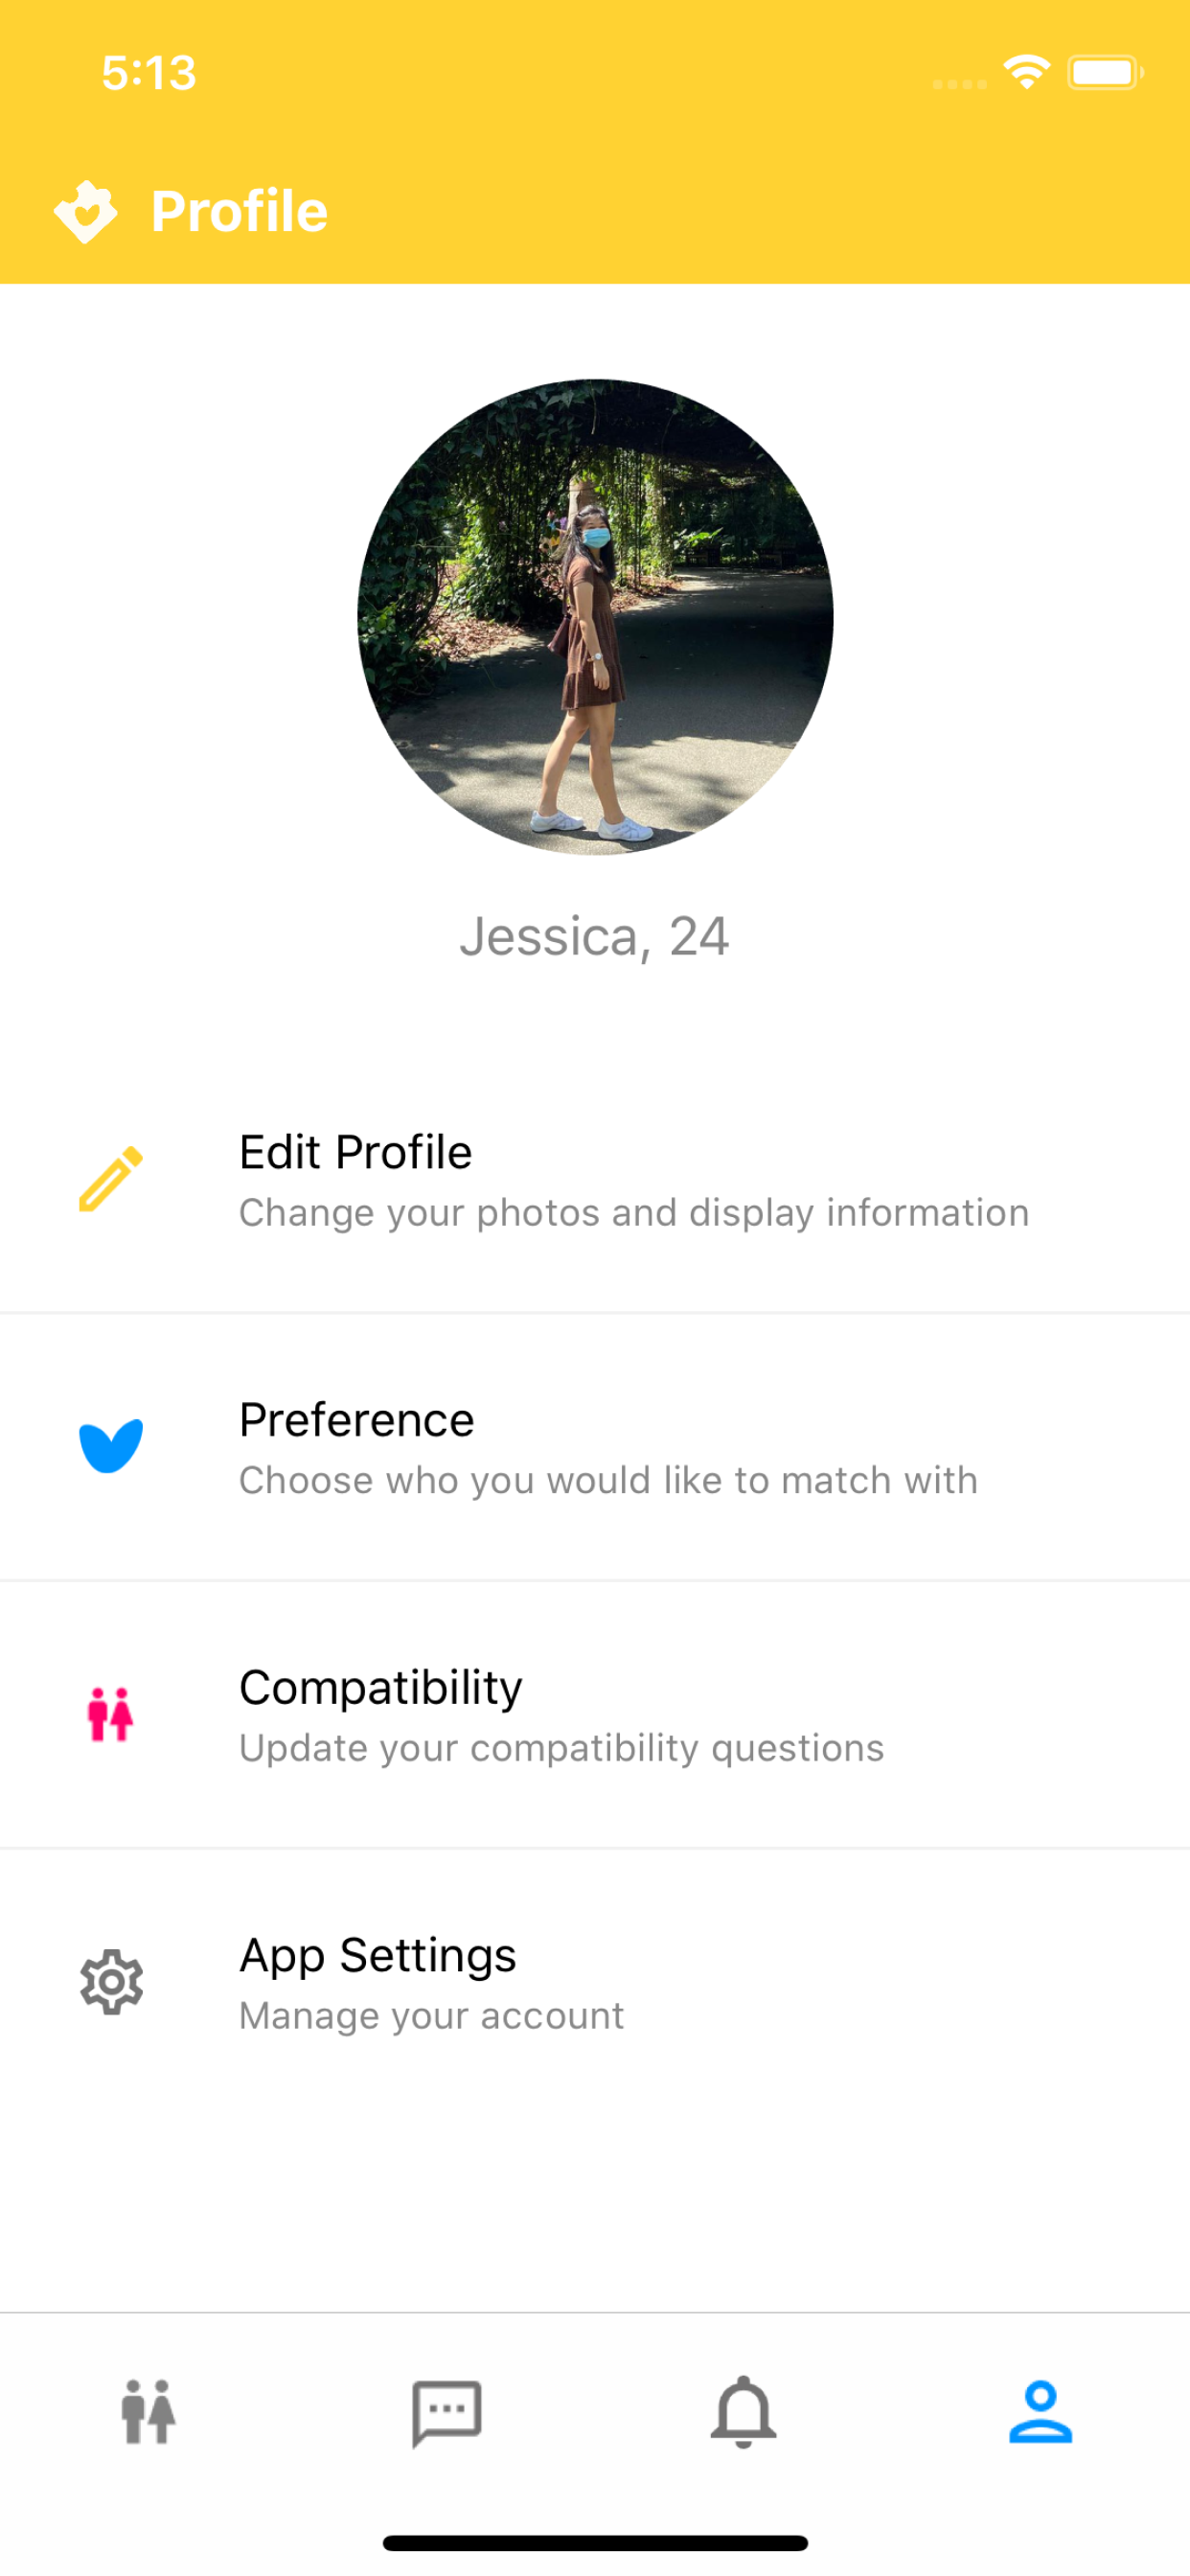 5:13
Profile
Jessica, 24
Edit Profile
Change your photos and display information
Preference
Choose who you would like to match with
Compatibility
Update your compatibility questions
App Settings
Manage your account